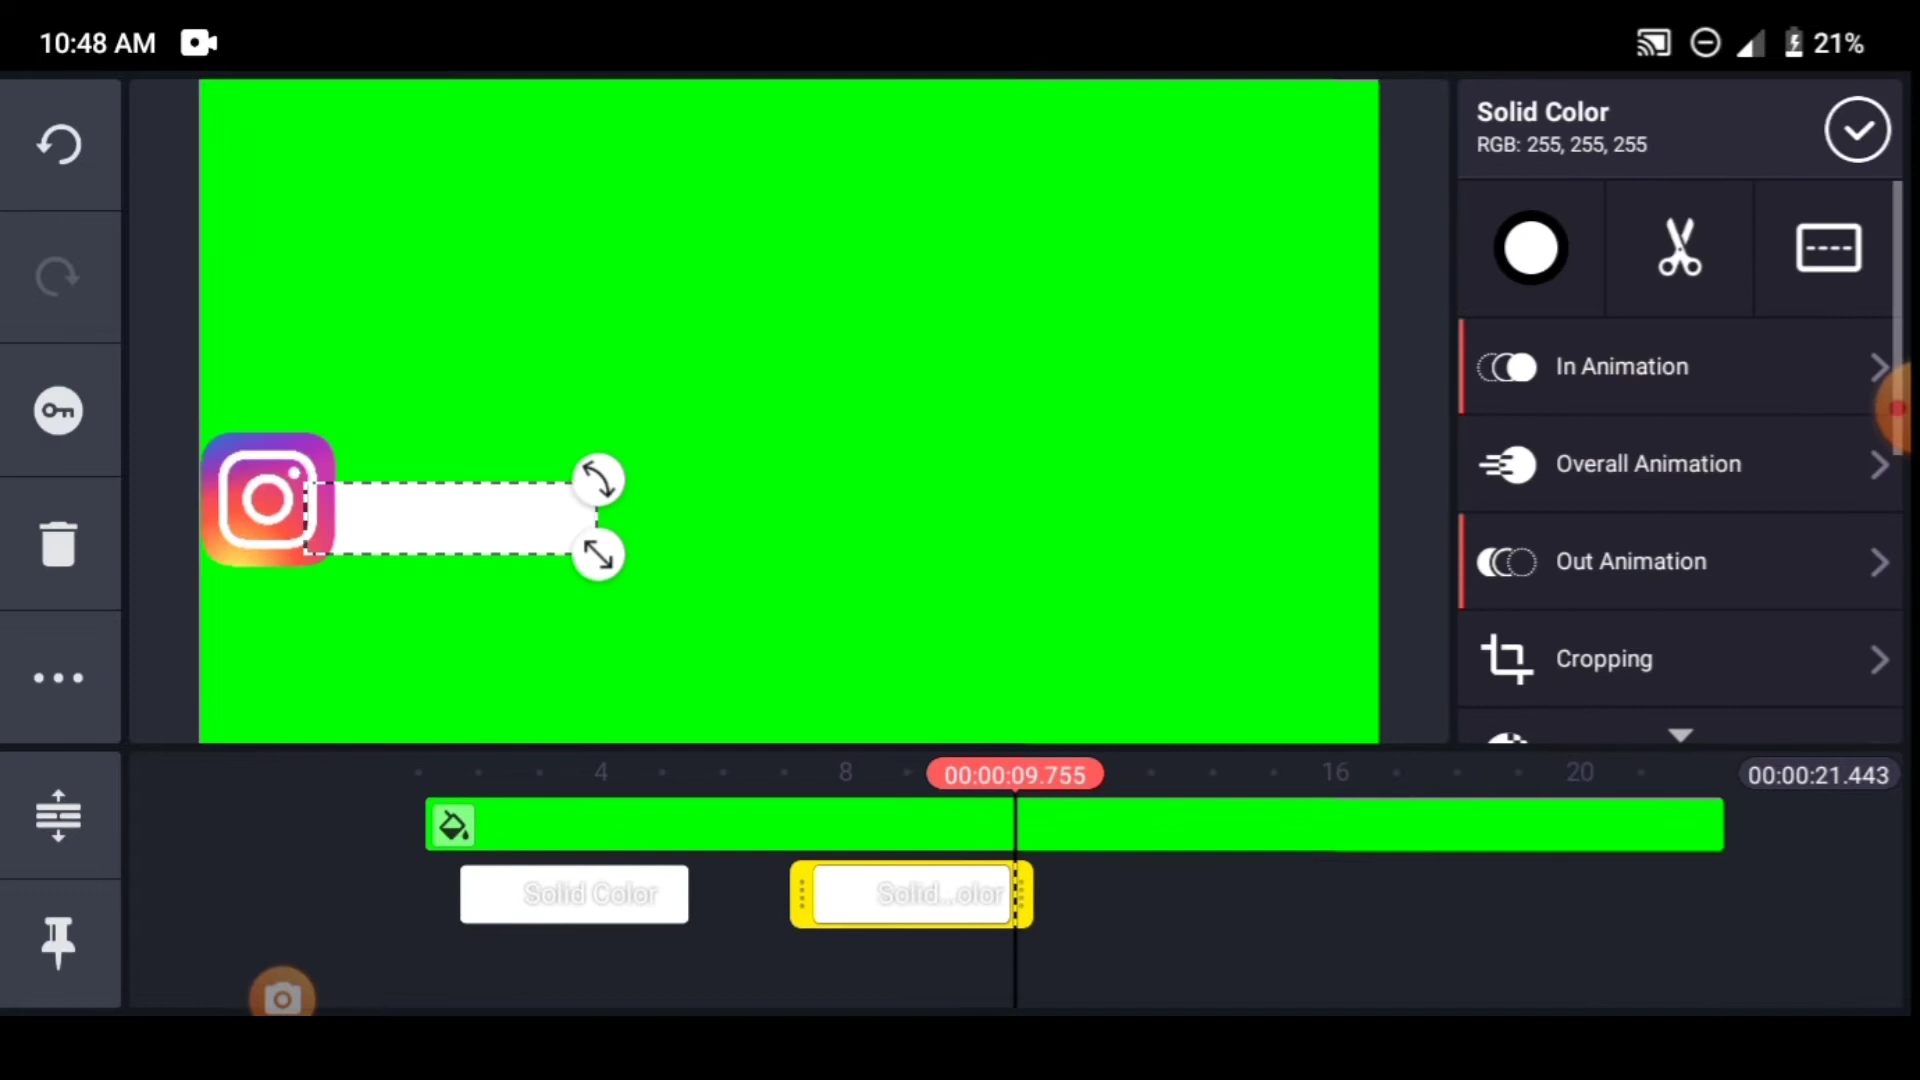 10:48 AM
21%
Solid Color
RGB: 255, 255, 255
In Animation
Overall Animation
Out Animation
Cropping
4
8
00:00:09.755
16
20
00:00:21.443
Solid Color
Solid...olor